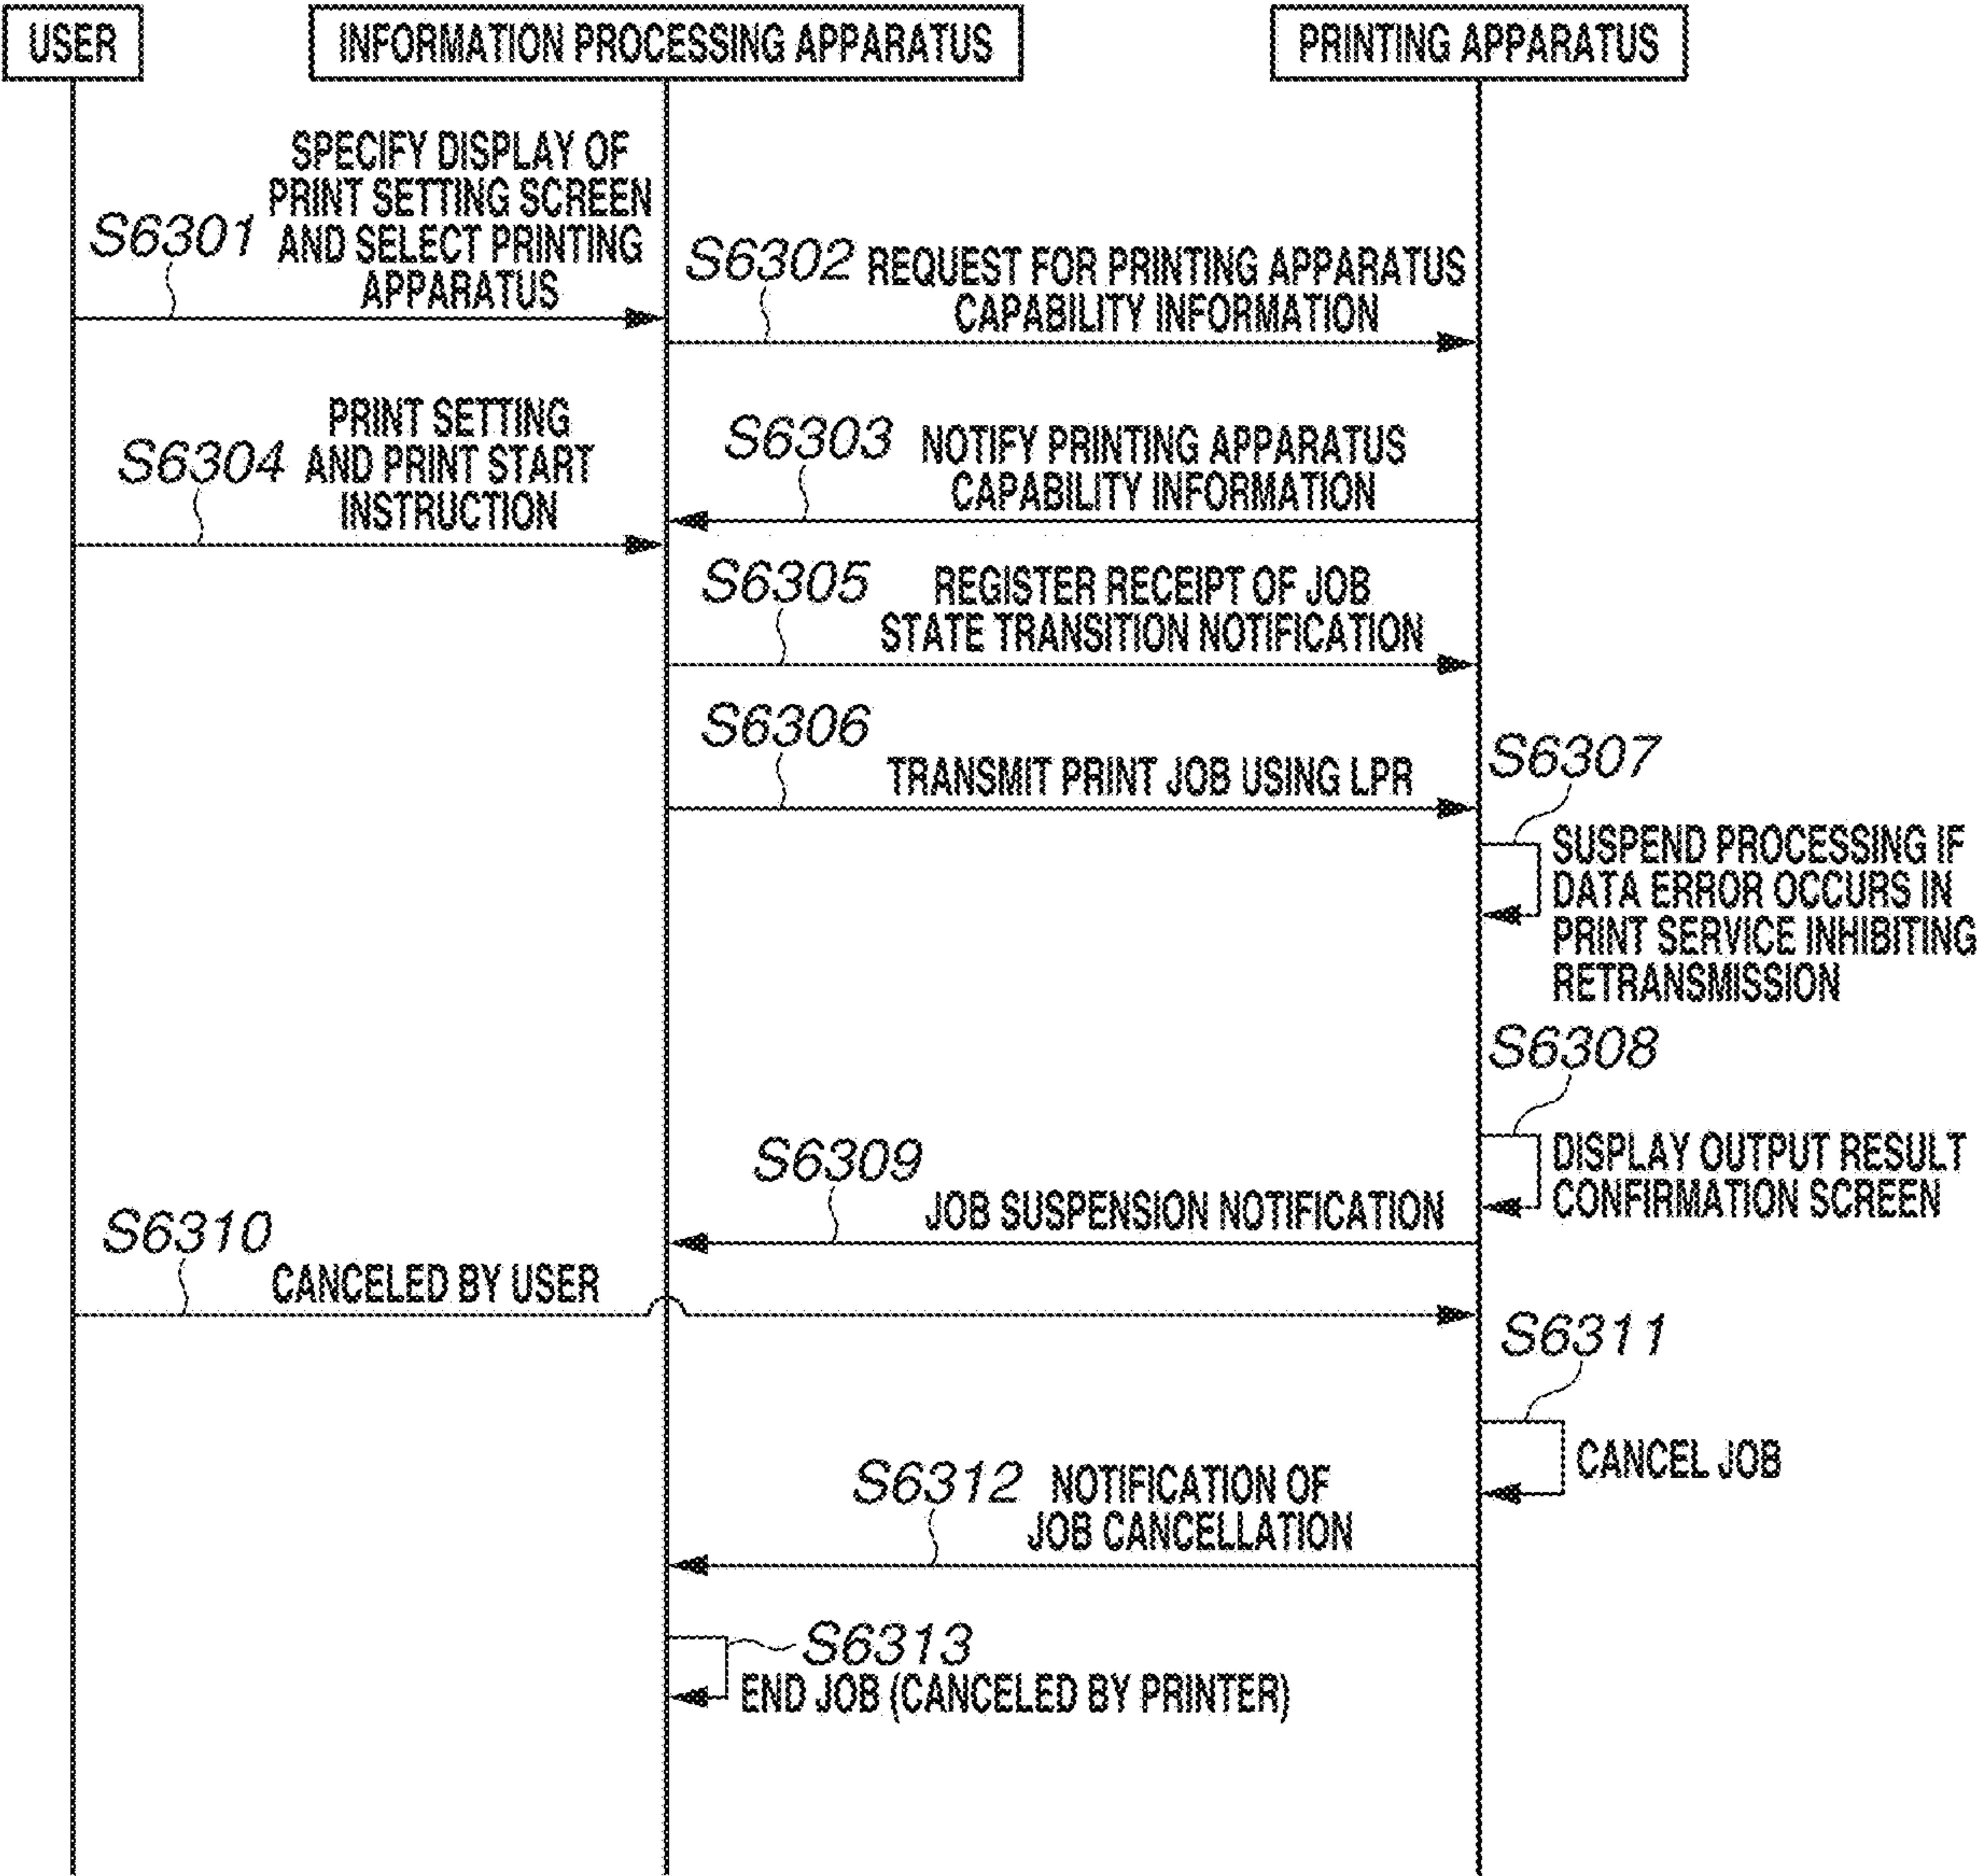 USER
INFORMATION PROCESSING APPARATUS
PRINTING APPARATUS
S6301
SPECIFY DISPLAY OF
PRINT SETTING SCREEN
AND SELECT PRINTING
APPARATUS
S6302
REQUEST FOR PRINTING APPARATUS
CAPABILITY INFORMATION
S6303
NOTIFY PRINTING APPARATUS
CAPABILITY INFORMATION
S6304
PRINT SETTING
AND PRINT START
INSTRUCTION
S6305
REGISTER RECEIPT OF JOB
STATE TRANSITION NOTIFICATION
S6306
TRANSMIT PRINT JOB USING LPR
S6307
SUSPEND PROCESSING IF
DATA ERROR OCCURS IN
PRINT SERVICE INHIBITING
RETRANSMISSION
S6308
DISPLAY OUTPUT RESULT
CONFIRMATION SCREEN
S6309
JOB SUSPENSION NOTIFICATION
S6310
CANCELED BY USER
S6311
CANCEL JOB
S6312
NOTIFICATION OF
JOB CANCELLATION
S6313
END JOB (CANCELED BY PRINTER)